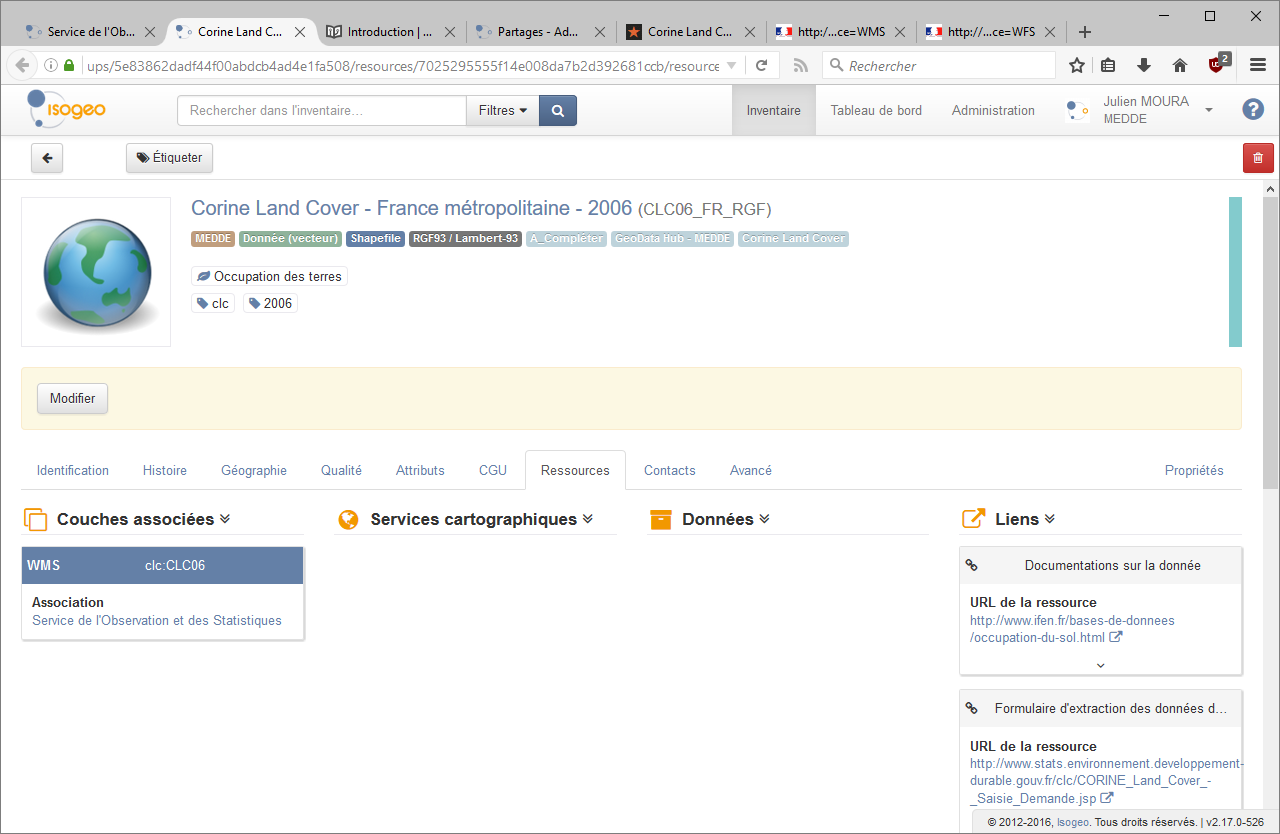 Service de l'Ob...
Corine Land C...
Introduction | ...
Partages - Ad...
Corine Land C...
http:/...ce=WMS
http://...ce=WFS
ups/5e83862dadf44f00abdcb4ad4e1fa508/resources/7025295555f14e008da7b2d392681ccb/resource
Rechercher
2
isogeo
Rechercher dans l'inventaire...
Filtres
Inventaire
Tableau de bord
Administration
Julien MOURA
MEDDE
?
Étiqueter
Corine Land Cover - France métropolitaine - 2006 (CLC06_FR_RGF)
MEDDE Donnée (vecteur) Shapefile RGF93 / Lambert-93 A_Compléter GeoData Hub - MEDDE Corine Land Cover
Occupation des terres
clc 2006
Modifier
Identification Histoire Géographie Qualité Attributs CGU Ressources Contacts Avancé Propriétés
Couches associées
Services cartographiques
Données
Liens
WMS clc:CLC06
Association
Service de l'Observation et des Statistiques
Documentations sur la donnée
URL de la ressource
http://www.ifen.fr/bases-de-donnees
/occupation-du-sol.html
Formulaire d'extraction des données d...
URL de la ressource
http://www.stats.environnement.developpement-
durable.gouv.fr/clc/CORINE_Land_Cover_-
_Saisie_Demande.jsp
© 2012-2016, Isogeo. Tous droits réservés. | v2.17.0-526